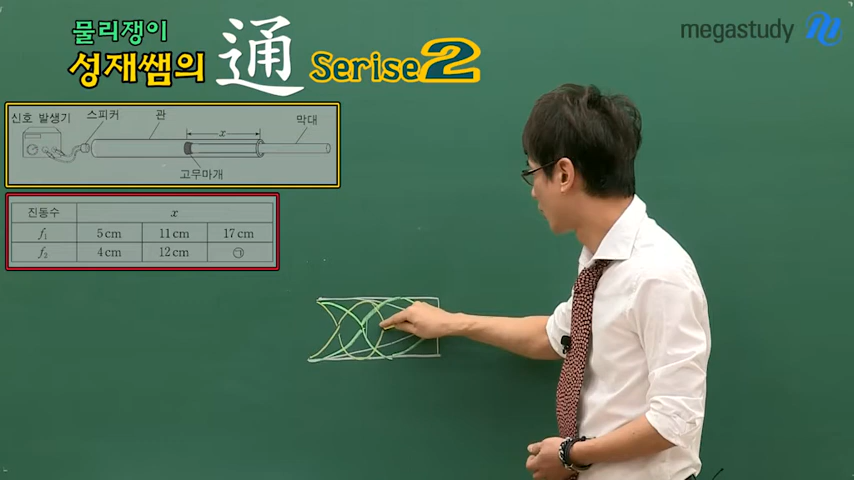 물리쟁이
성재쌤의 通 Serise2
megastudy
신호 발생기 스피커 관 x 막대
고무마개
진동수 x
f₁ 5 cm 11 cm 17 cm
f₂ 4 cm 12 cm ㉠